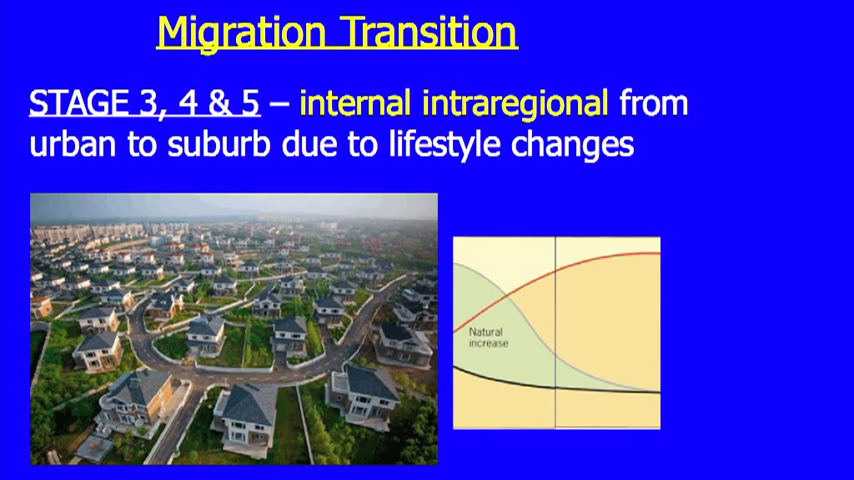 Migration Transition
STAGE 3, 4 & 5 – internal intraregional from
urban to suburb due to lifestyle changes
Natural
increase